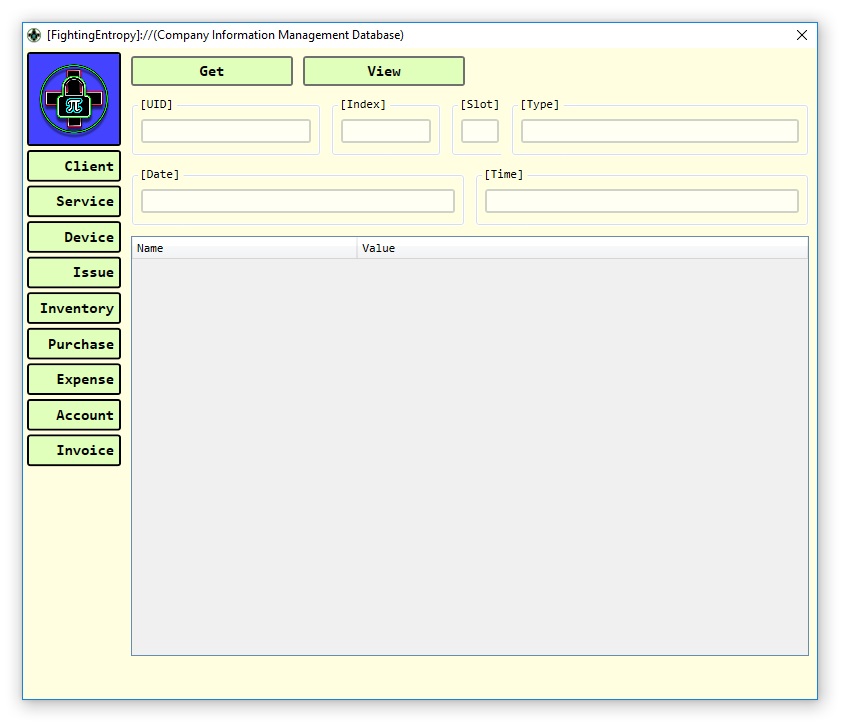 [FightingEntropy]://(Company Information Management Database)
Get View
[UID] [Index] [Slot] [Type]
[Date] [Time]
Name Value
π
Client
Service
Device
Issue
Inventory
Purchase
Expense
Account
Invoice